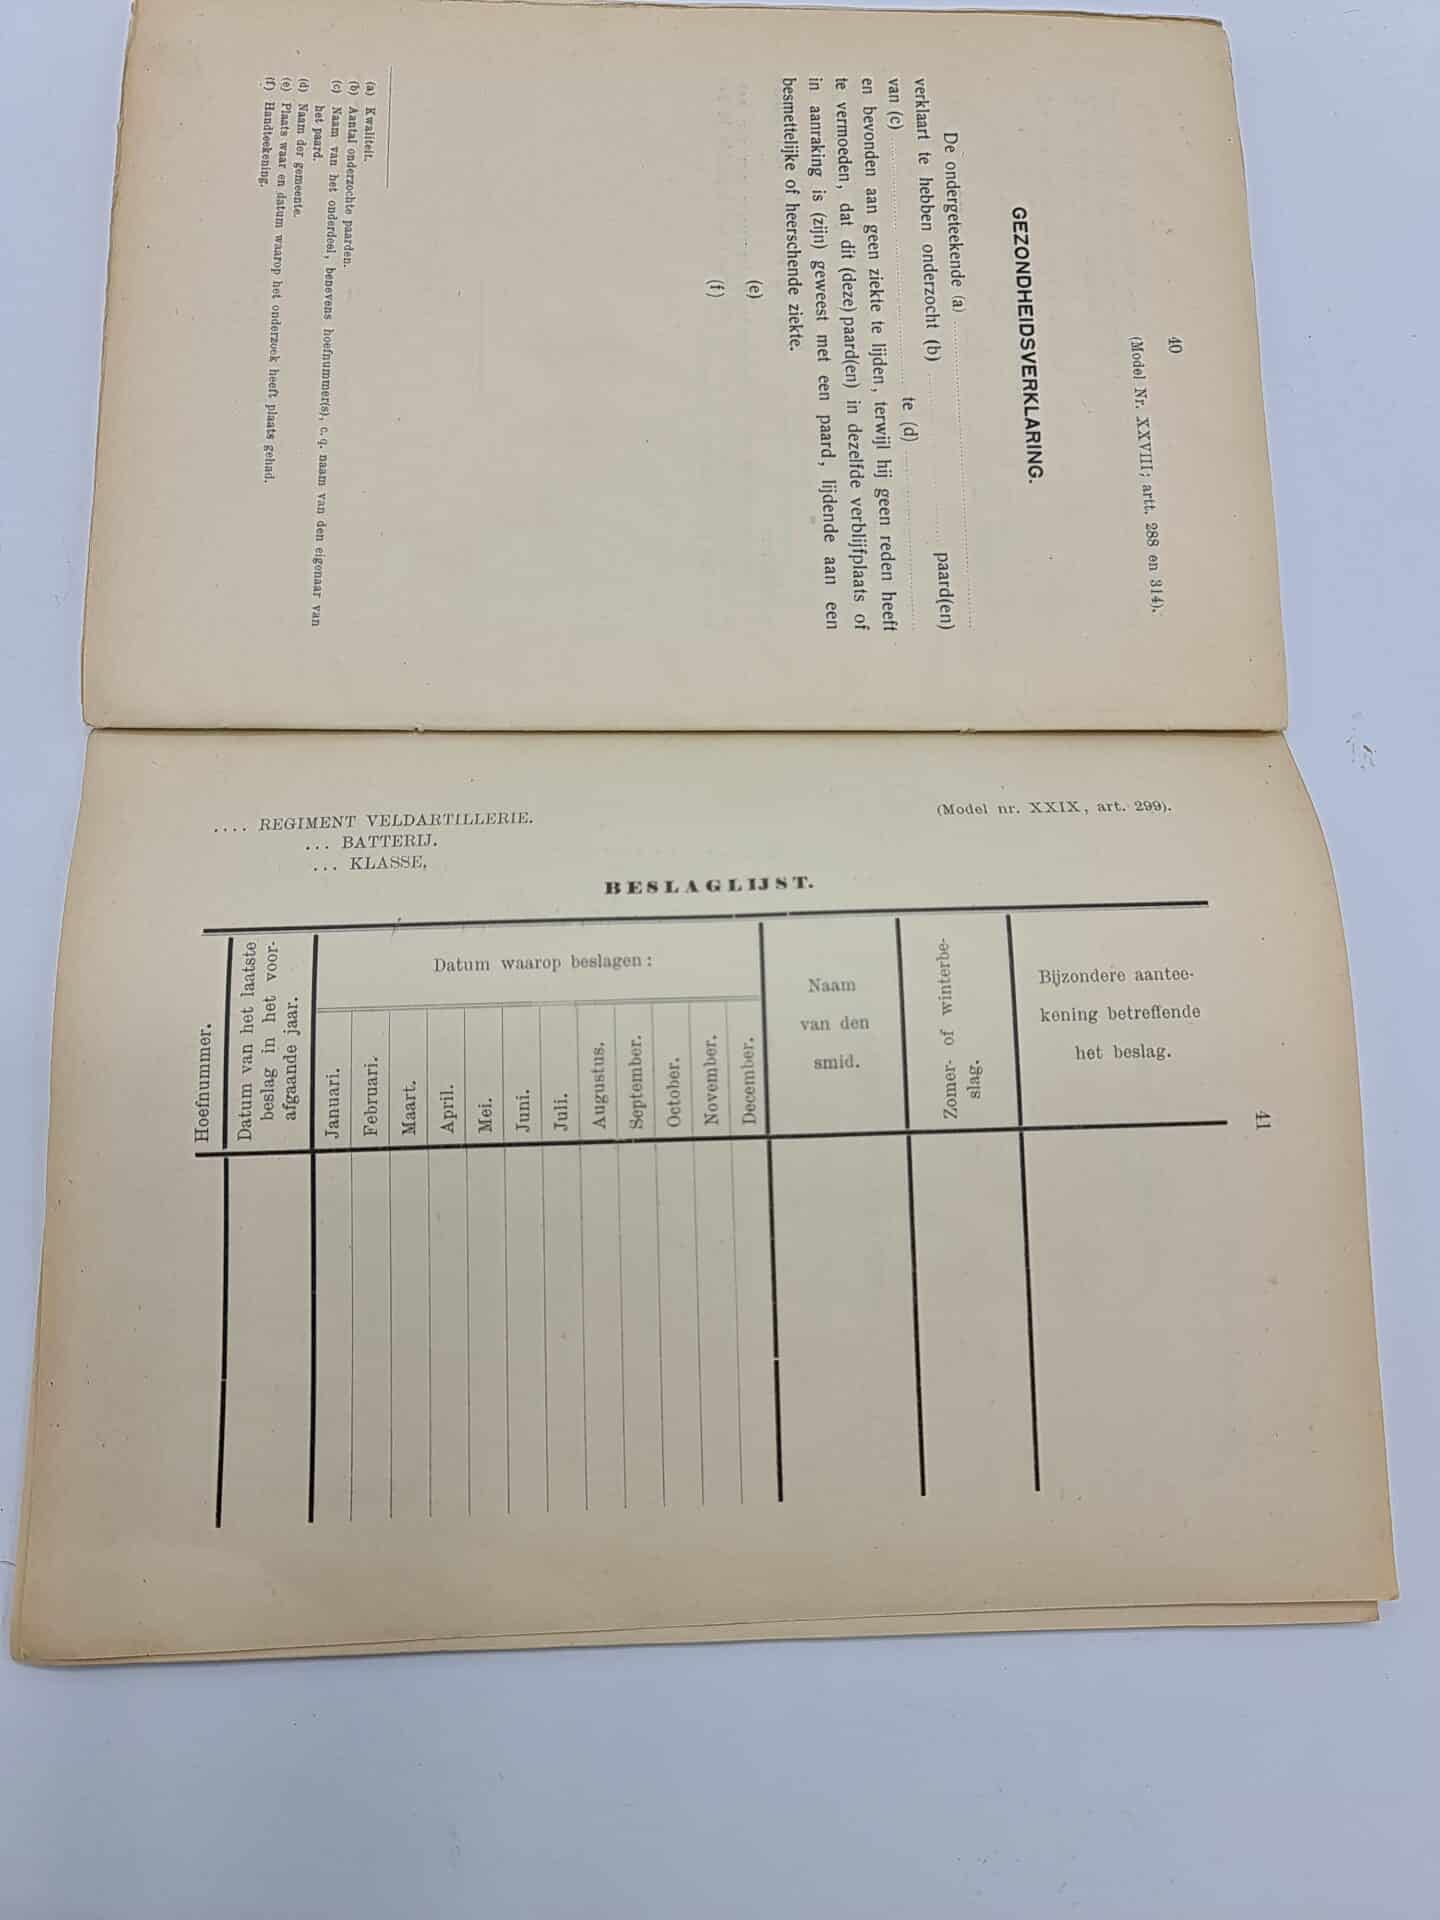 40
(Model Nr. XXVIII; artt. 288 en 314).
GEZONDHEIDSVERKLARING.
De ondergeteekende (a)
verklaart te hebben onderzocht (b) paard(en)
van (c) te (d)
en bevonden aan geen ziekte te lijden, terwijl hij geen reden heeft
te vermoeden, dat dit (deze) paard(en) in dezelfde verblijfplaats of
in aanraking is (zijn) geweest met een paard, lijdende aan een
besmettelijke of heerschende ziekte.
(e)
(f)
(a) Kwaliteit.
(b) Aantal onderzochte paarden.
(c) Naam van het onderdeel, benevens hoefnummer(s), c. q. naam van den eigenaar van
het paard.
(d) Naam der gemeente.
(e) Plaats waar en datum waarop het onderzoek heeft plaats gehad.
(f) Handteekening.
41
(Model nr. XXIX, art. 299).
.... REGIMENT VELDARTILLERIE.
... BATTERIJ.
... KLASSE,
BESLAGLIJST.
Hoefnummer.
Datum van het laatste
beslag in het voor-
afgaande jaar.
Datum waarop beslagen:
Januari.
Februari.
Maart.
April.
Mei.
Juni.
Juli.
Augustus.
September.
October.
November.
December.
Naam
van den
smid.
Zomer- of winterbe-
slag.
Bijzondere aantee-
kening betreffende
het beslag.